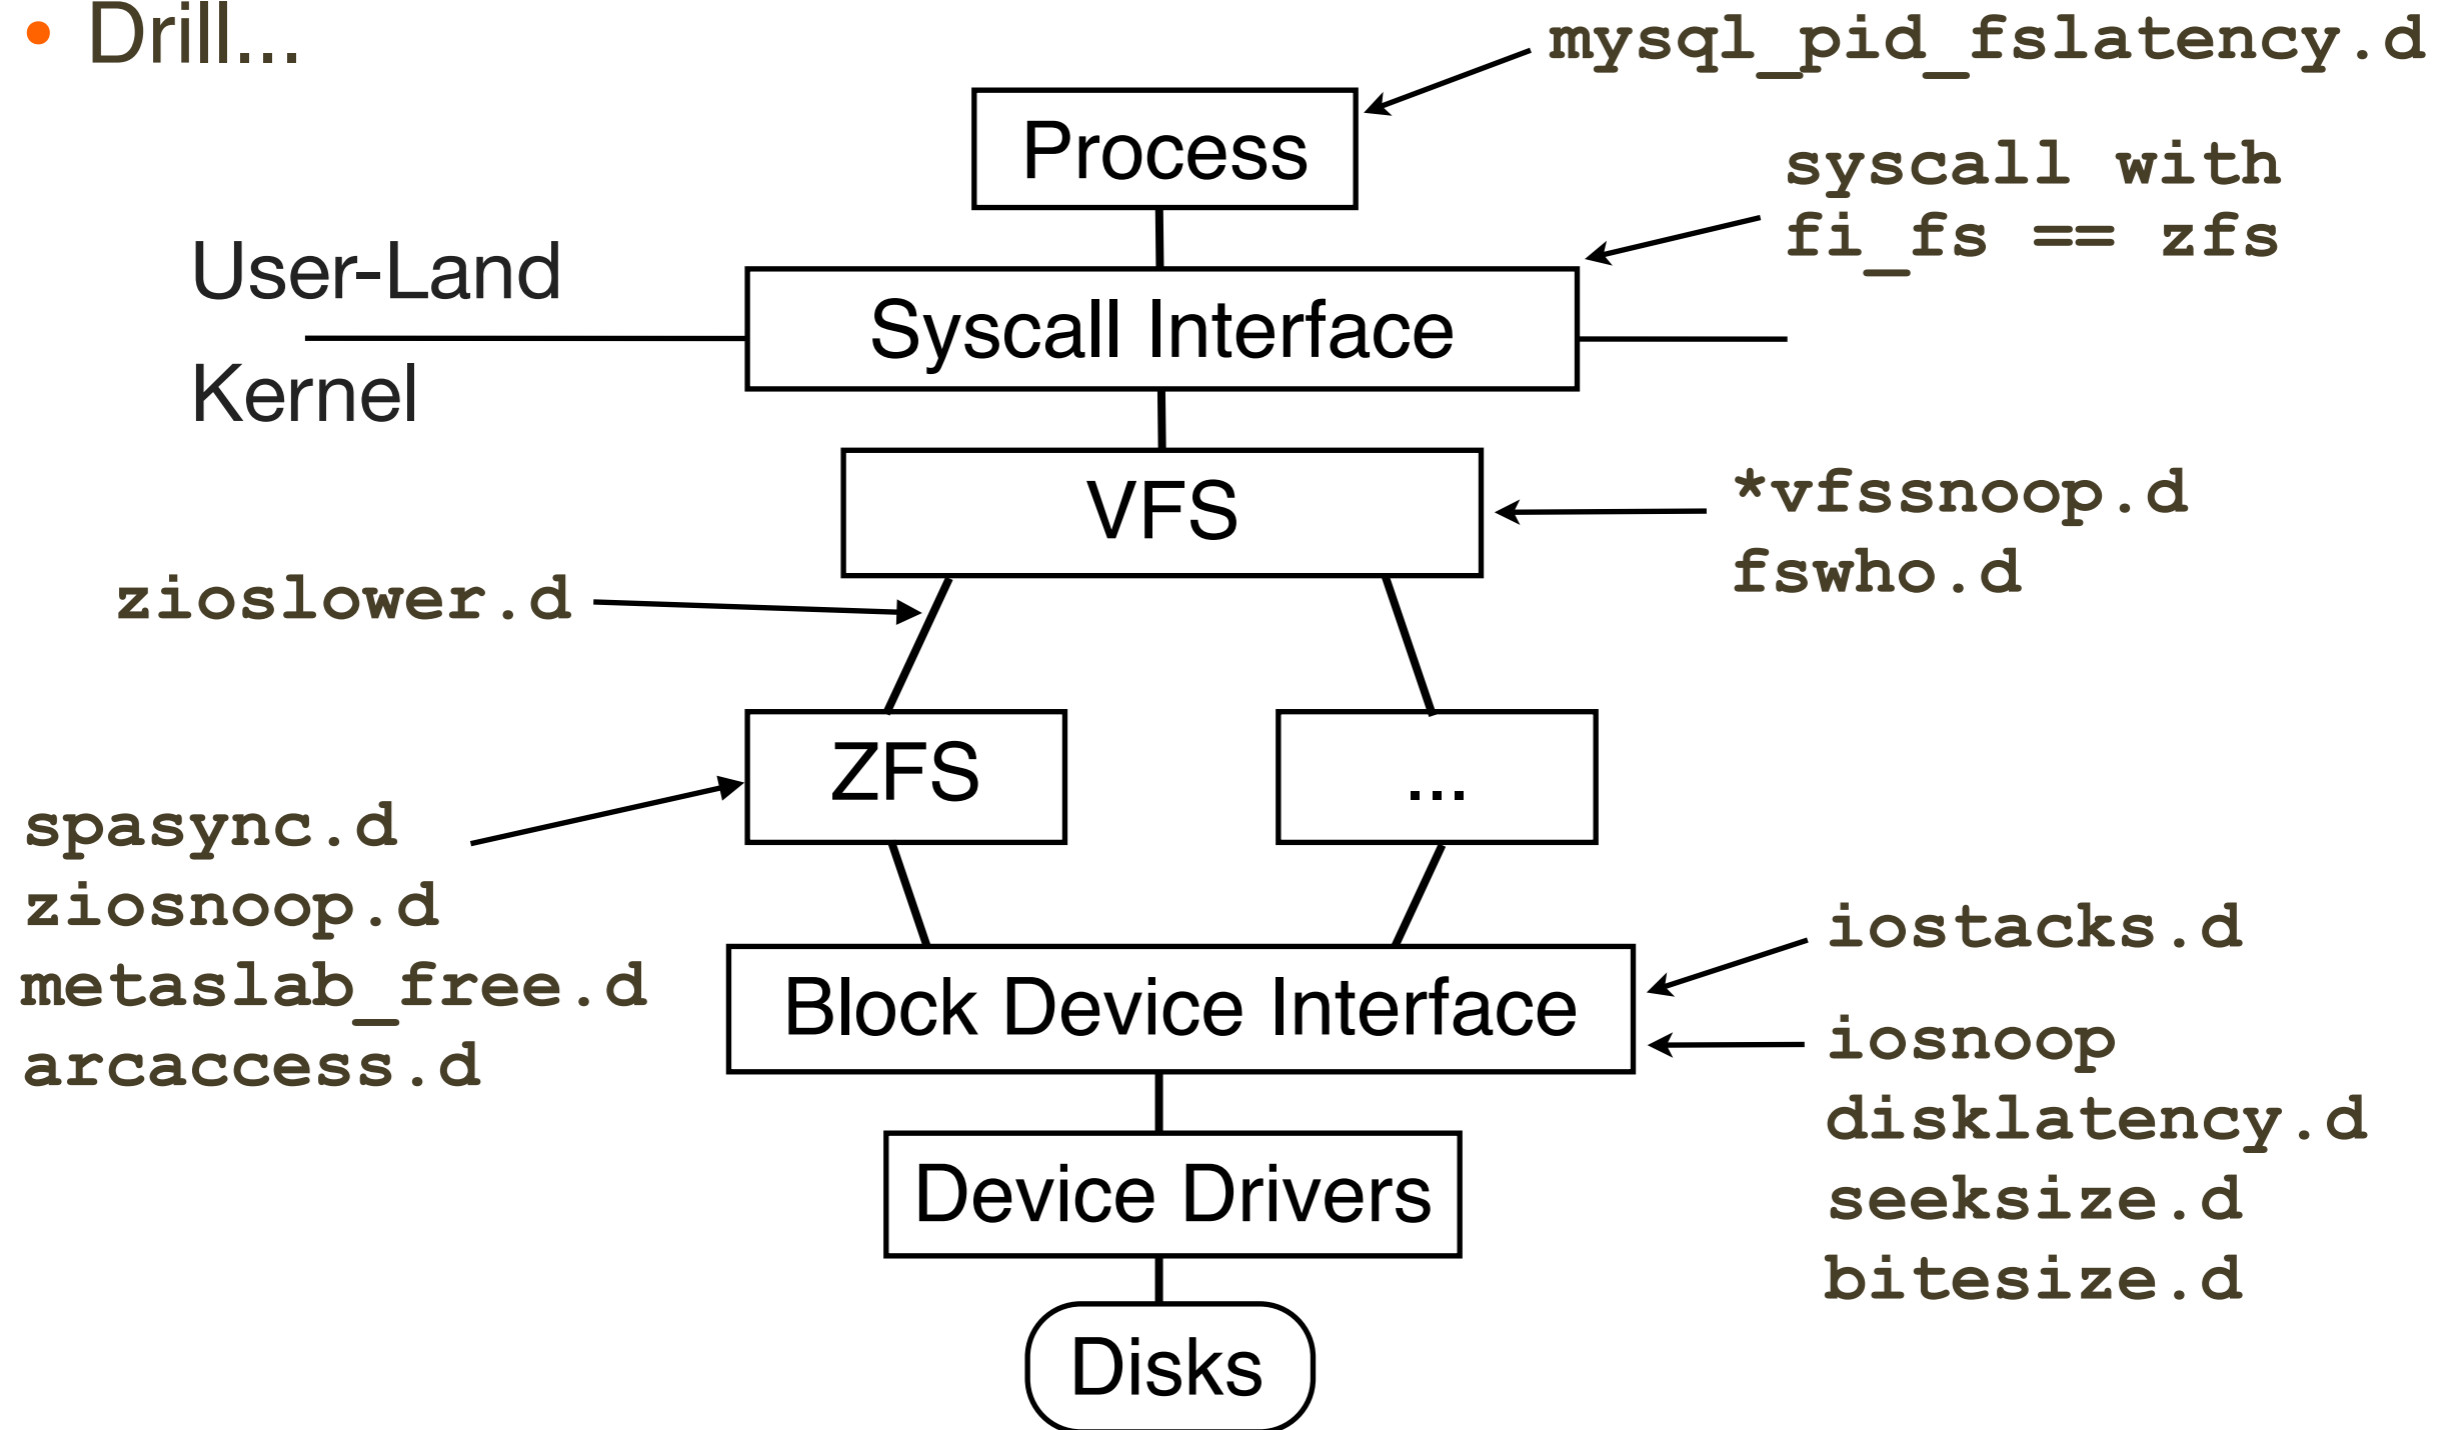 • Drill...
mysql_pid_fslatency.d
Process
syscall with
fi_fs == zfs
User-Land
Syscall Interface
Kernel
VFS
*vfssnoop.d
fswho.d
zioslower.d
ZFS
...
spasync.d
ziosnoop.d
metaslab_free.d
arcaccess.d
Block Device Interface
iostacks.d
iosnoop
disklatency.d
seeksize.d
bitesize.d
Device Drivers
Disks